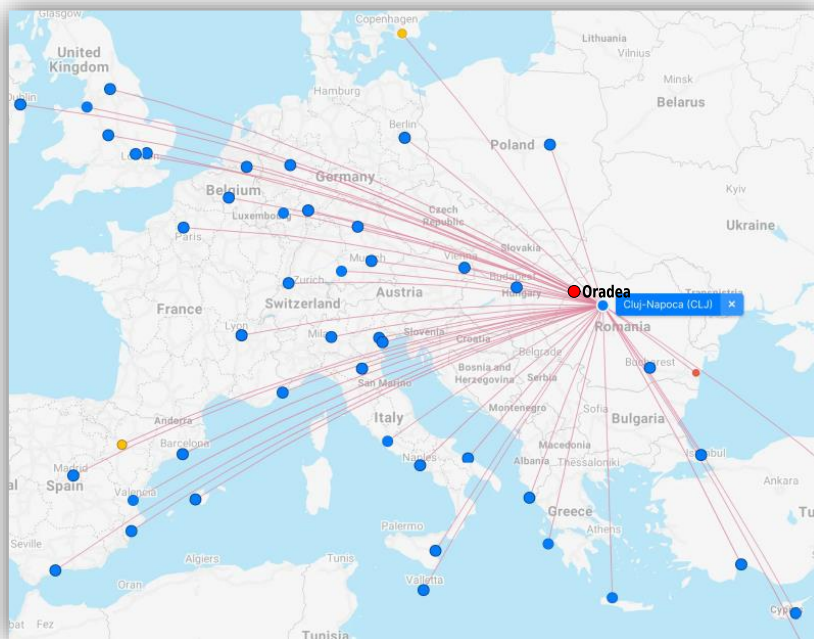 Glasgow
Copenhagen
United
Kingdom
Lithuania
Vilnius
Dublin
Hamburg
Minsk
Belarus
London
Berlin
Poland
Belgium
Germany
Kyiv
Luxembourg
Czech
Republic
Ukraine
Paris
Slovakia
Munich
Vienna
Budapest
Zurich
Hungary
Oradea
Transnistria
Switzerland
Austria
Cluj-Napoca (CLJ) ×
France
Romania
Lyon
Milan
Slovenia
Croatia
Belgrade
Bucharest
Bosnia and
Herzegovina
Serbia
San Marino
Andorra
Italy
Montenegro
Sofia
Bulgaria
Barcelona
Macedonia
Naples
Albania
Thessaloniki
Istanbul
Madrid
Spain
Ankara
Valencia
Greece
Athens
Palermo
Seville
Algiers
Tunis
Valletta
Oran
Fez
Tunisia